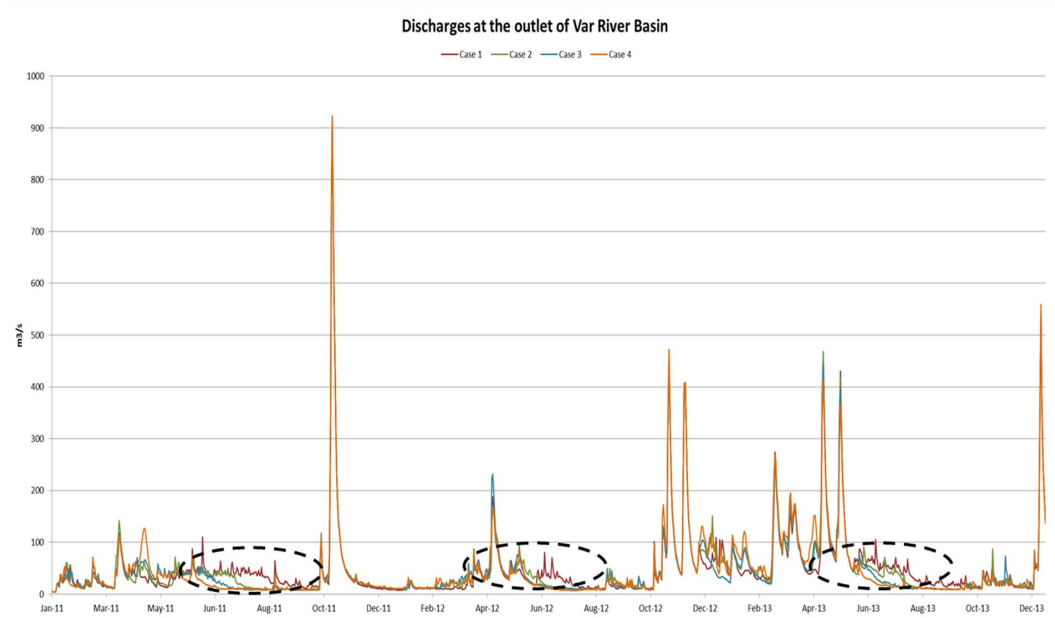 Discharges at the outlet of Var River Basin
Case 1 Case 2 Case 3 Case 4
1000
900
800
700
600
500
400
300
200
100
0
m3/s
Jan-11 Mar-11 May-11 Jun-11 Aug-11 Oct-11 Dec-11 Feb-12 Apr-12 Jun-12 Aug-12 Oct-12 Dec-12 Feb-13 Apr-13 Jun-13 Aug-13 Oct-13 Dec-13